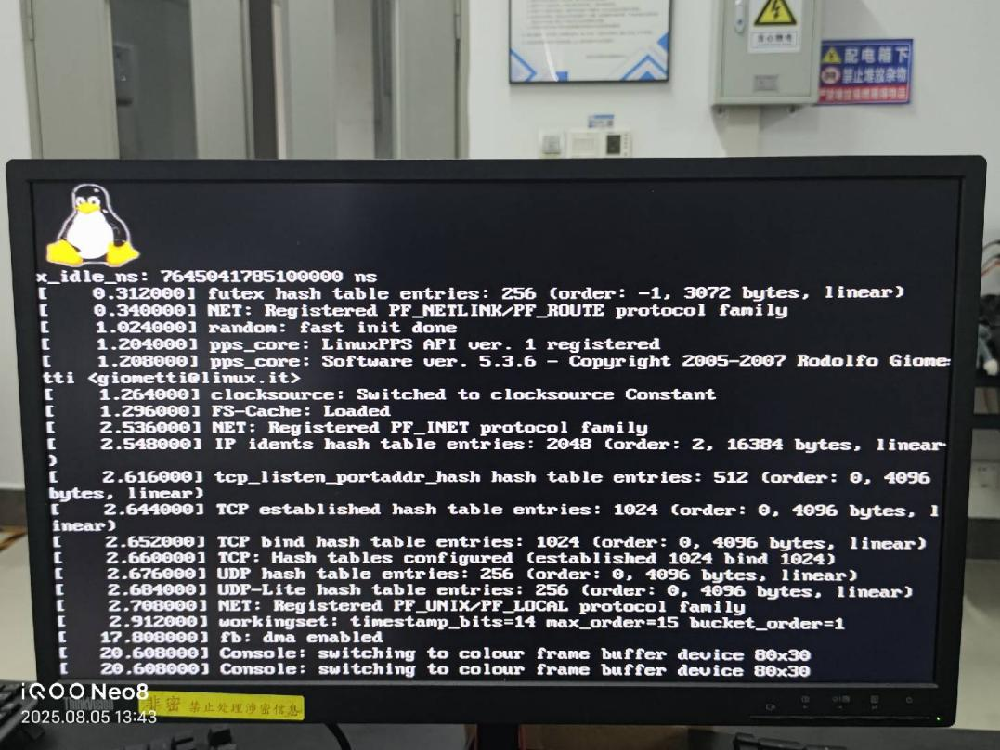 配电箱下
禁止堆放杂物
x_idle_ns: 7645041785100000 ns
[    0.312000] futex hash table entries: 256 (order: -1, 3072 bytes, linear)
[    0.340000] NET: Registered PF_NETLINK/PF_ROUTE protocol family
[    1.024000] random: fast init done
[    1.204000] pps_core: LinuxPPS API ver. 1 registered
[    1.208000] pps_core: Software ver. 5.3.6 - Copyright 2005-2007 Rodolfo Giome
tti <giometti@linux.it>
[    1.264000] clocksource: Switched to clocksource Constant
[    1.296000] FS-Cache: Loaded
[    2.536000] NET: Registered PF_INET protocol family
[    2.548000] IP idents hash table entries: 2048 (order: 2, 16384 bytes, linear
)
[    2.616000] tcp_listen_portaddr_hash hash table entries: 512 (order: 0, 4096
bytes, linear)
[    2.644000] TCP established hash table entries: 1024 (order: 0, 4096 bytes, l
inear)
[    2.652000] TCP bind hash table entries: 1024 (order: 0, 4096 bytes, linear)
[    2.660000] TCP: Hash tables configured (established 1024 bind 1024)
[    2.676000] UDP hash table entries: 256 (order: 0, 4096 bytes, linear)
[    2.684000] UDP-Lite hash table entries: 256 (order: 0, 4096 bytes, linear)
[    2.708000] NET: Registered PF_UNIX/PF_LOCAL protocol family
[    2.912000] workingset: timestamp_bits=14 max_order=15 bucket_order=1
[   17.808000] fb: dma enabled
[   20.608000] Console: switching to colour frame buffer device 80x30
[   20.608000] Console: switching to colour frame buffer device 80x30
ThinkVision
非密 禁止处理涉密信息
iQOO Neo8
2025.08.05 13:43